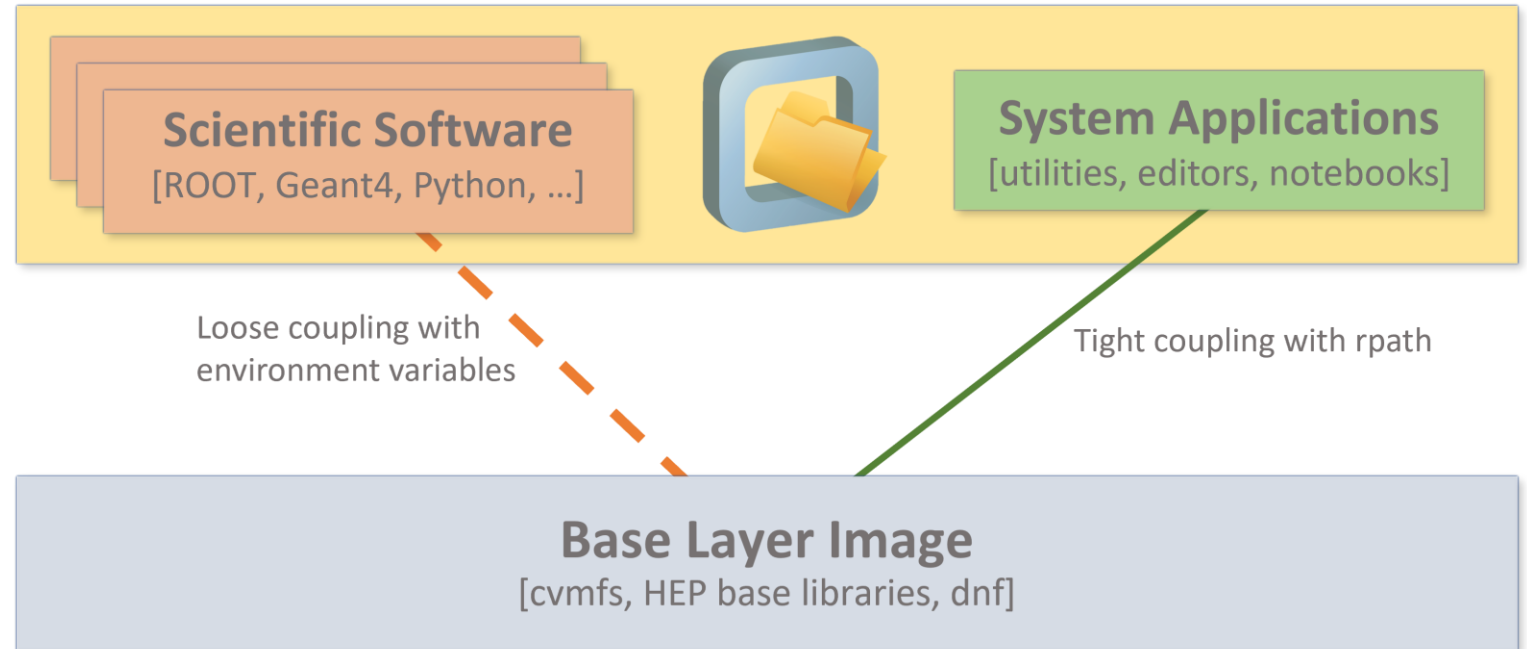 Scientific Software
[ROOT, Geant4, Python, …]
System Applications
[utilities, editors, notebooks]
Loose coupling with
environment variables
Tight coupling with rpath
Base Layer Image
[cvmfs, HEP base libraries, dnf]